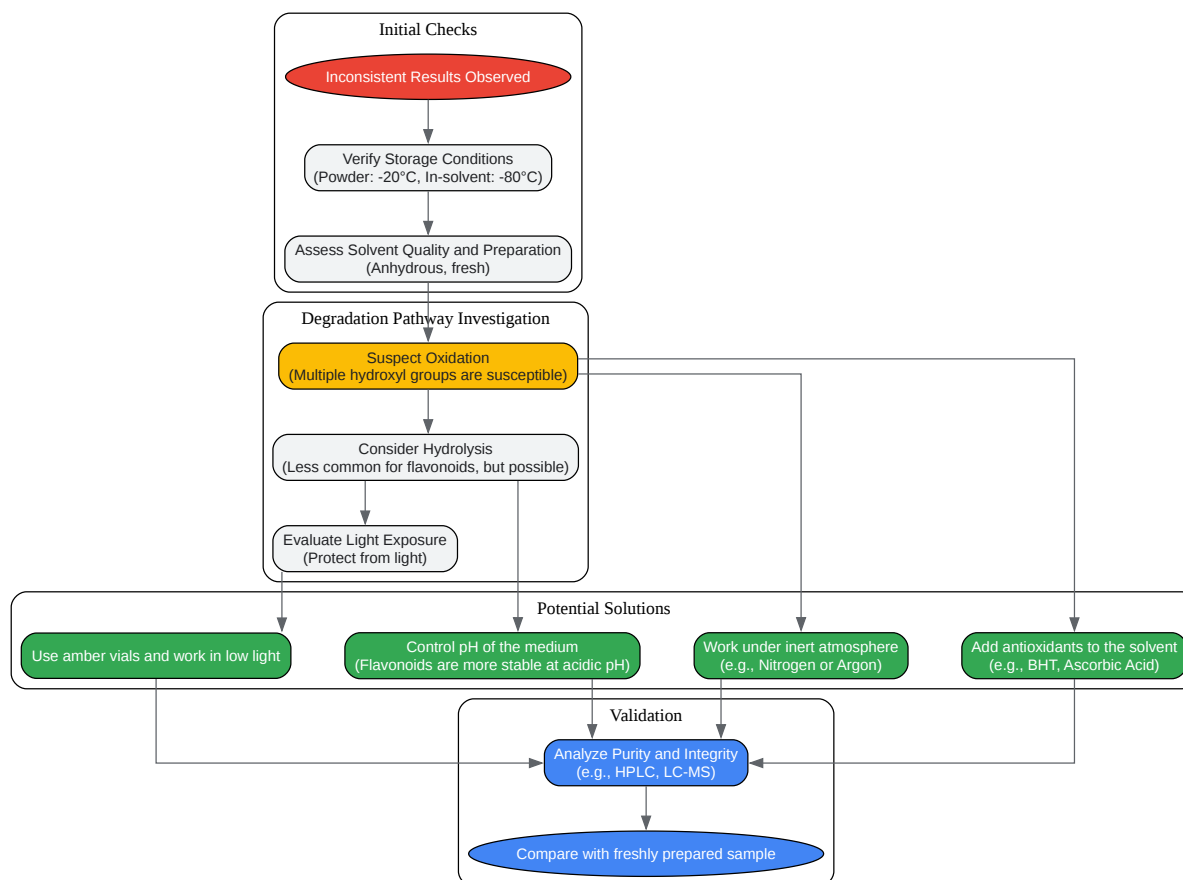 Initial Checks
Inconsistent Results Observed
Verify Storage Conditions
(Powder: -20°C, In-solvent: -80°C)
Assess Solvent Quality and Preparation
(Anhydrous, fresh)
Degradation Pathway Investigation
Suspect Oxidation
(Multiple hydroxyl groups are susceptible)
Consider Hydrolysis
(Less common for flavonoids, but possible)
Evaluate Light Exposure
(Protect from light)
Potential Solutions
Use amber vials and work in low light
Control pH of the medium
(Flavonoids are more stable at acidic pH)
Work under inert atmosphere
(e.g., Nitrogen or Argon)
Add antioxidants to the solvent
(e.g., BHT, Ascorbic Acid)
Validation
Analyze Purity and Integrity
(e.g., HPLC, LC-MS)
Compare with freshly prepared sample